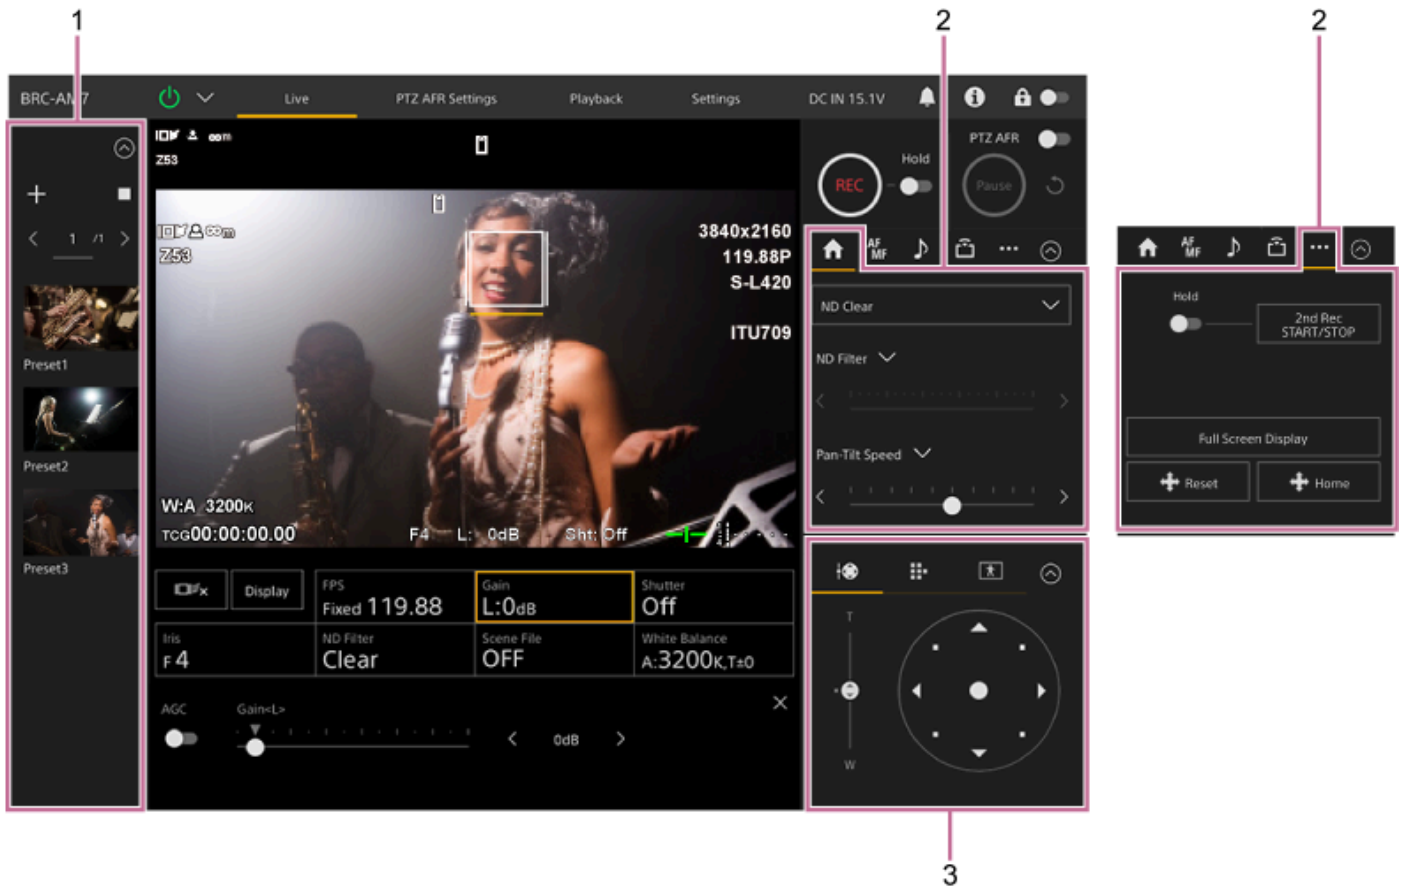 1
2
2
BRC-AM7
Live
PTZ AFR Settings
Playback
Settings
DC IN 15.1V
Z53
REC
Hold
PTZ AFR
Pause
1 /1
Preset1
Preset2
Preset3
Z53
3840x2160
119.88P
S-L420
ITU709
W:A 3200K
TCG00:00:00.00
F4 L: 0dB Sht: Off
AF
MF
ND Clear
ND Filter
Pan-Tilt Speed
AF
MF
Hold
2nd Rec
START/STOP
Full Screen Display
Reset
Home
Display
FPS
Fixed 119.88
Gain
L:0dB
Shutter
Off
Iris
F 4
ND Filter
Clear
Scene File
OFF
White Balance
A:3200K,T±0
AGC
Gain<L>
0dB
T
W
3